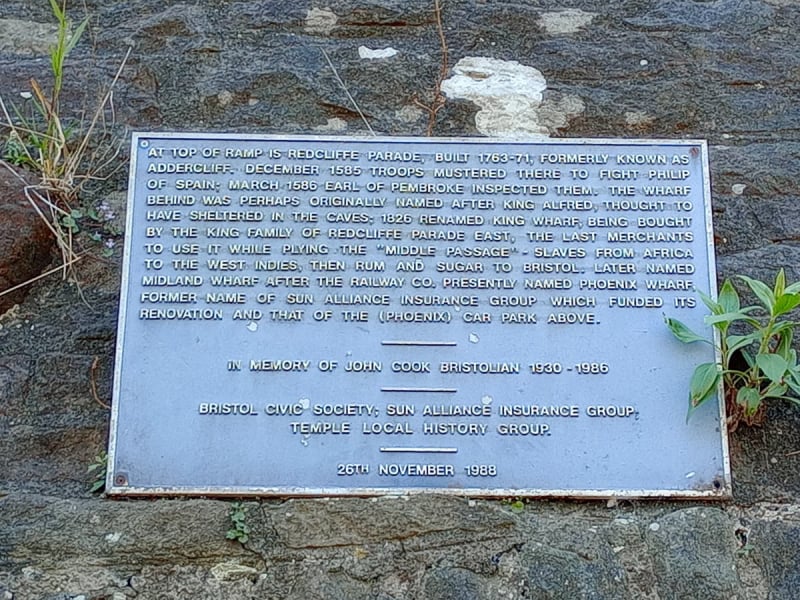 AT TOP OF RAMP IS REDCLIFFE PARADE, BUILT 1763-71, FORMERLY KNOWN AS
ADDERCLIFF. DECEMBER 1585 TROOPS MUSTERED THERE TO FIGHT PHILIP
OF SPAIN; MARCH 1586 EARL OF PEMBROKE INSPECTED THEM. THE WHARF
BEHIND WAS PERHAPS ORIGINALLY NAMED AFTER KING ALFRED, THOUGHT TO
HAVE SHELTERED IN THE CAVES; 1826 RENAMED KING WHARF, BEING BOUGHT
BY THE KING FAMILY OF REDCLIFFE PARADE EAST, THE LAST MERCHANTS
TO USE IT WHILE PLYING THE "MIDDLE PASSAGE" - SLAVES FROM AFRICA
TO THE WEST INDIES, THEN RUM AND SUGAR TO BRISTOL. LATER NAMED
MIDLAND WHARF AFTER THE RAILWAY CO. PRESENTLY NAMED PHOENIX WHARF,
FORMER NAME OF SUN ALLIANCE INSURANCE GROUP WHICH FUNDED ITS
RENOVATION AND THAT OF THE (PHOENIX) CAR PARK ABOVE.
IN MEMORY OF JOHN COOK BRISTOLIAN 1930 - 1986
BRISTOL CIVIC SOCIETY; SUN ALLIANCE INSURANCE GROUP;
TEMPLE LOCAL HISTORY GROUP.
26TH NOVEMBER 1988